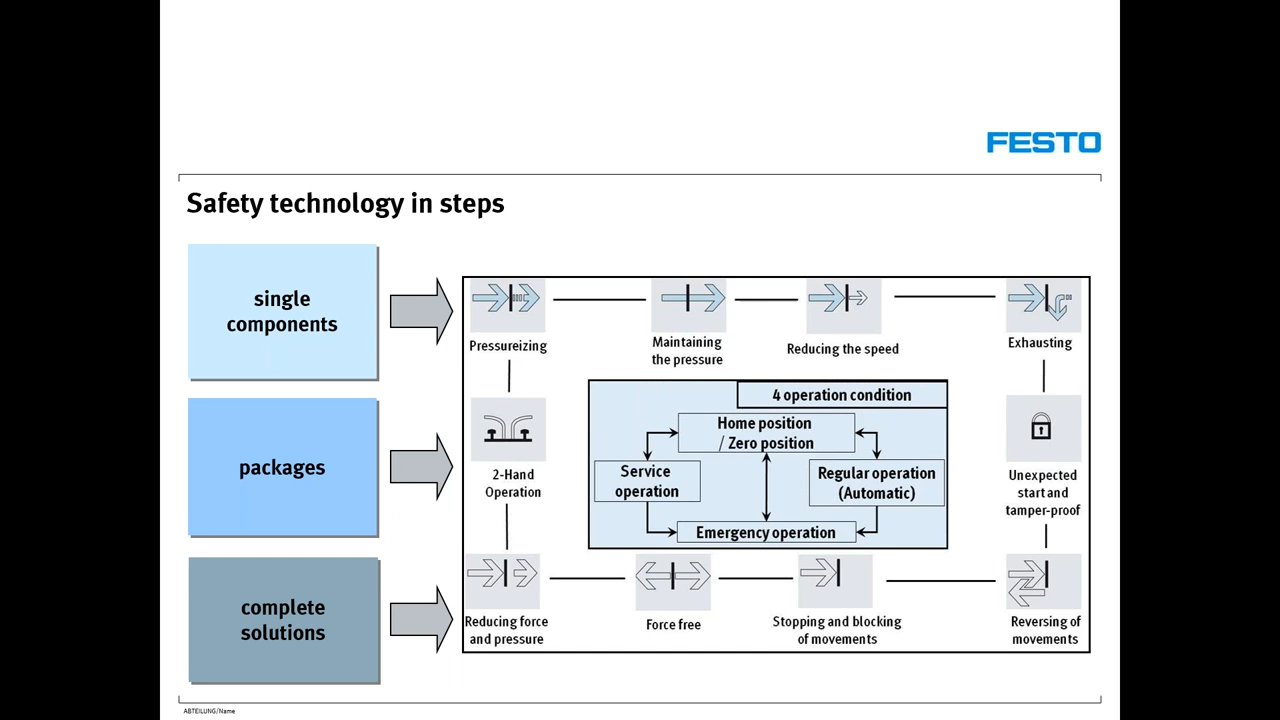 FESTO
Safety technology in steps
single
components
packages
complete
solutions
Pressureizing
Maintaining
the pressure
Reducing the speed
Exhausting
2-Hand
Operation
4 operation condition
Home position
/ Zero position
Service
operation
Regular operation
(Automatic)
Emergency operation
Unexpected
start and
tamper-proof
Reducing force
and pressure
Force free
Stopping and blocking
of movements
Reversing of
movements
ABTEILUNG/Name